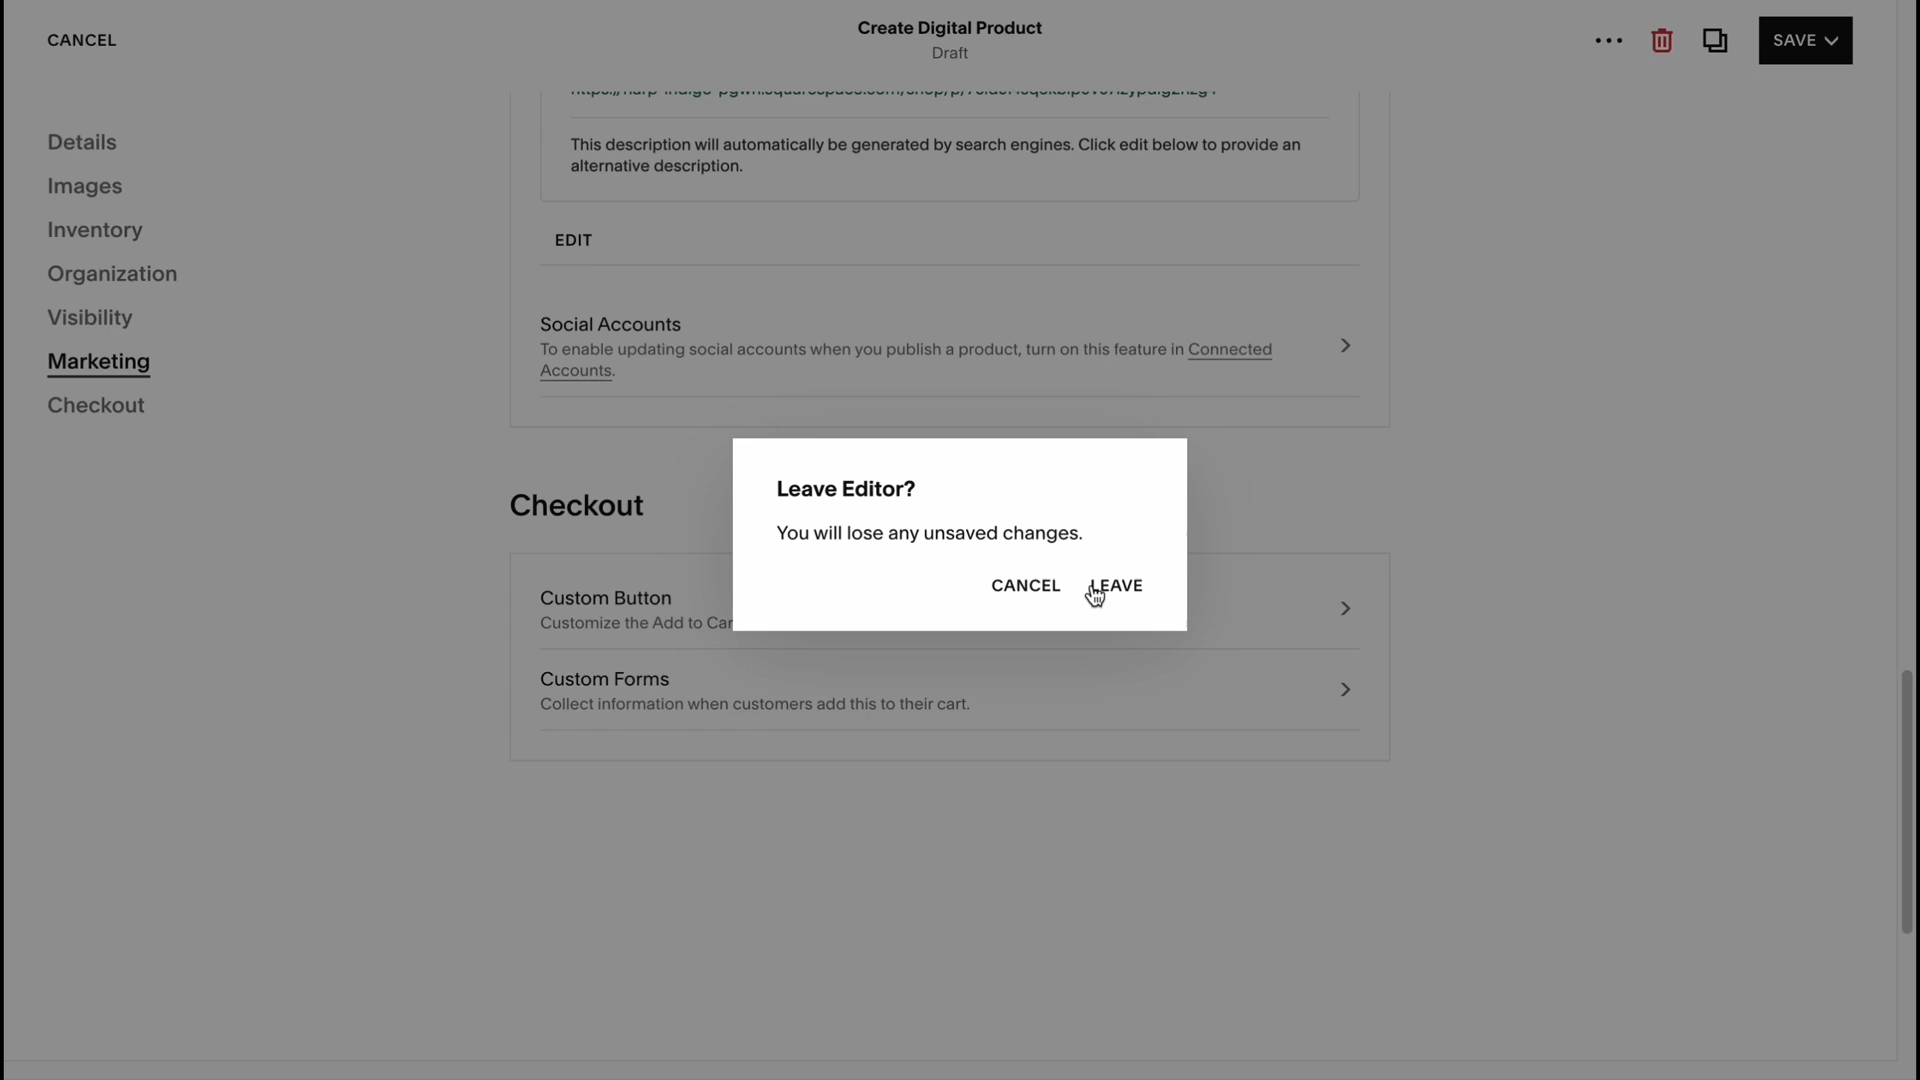 CANCEL
Create Digital Product
Draft
SAVE
Details
Images
Inventory
Organization
Visibility
Marketing
Checkout
This description will automatically be generated by search engines. Click edit below to provide an
alternative description.
EDIT
Social Accounts
To enable updating social accounts when you publish a product, turn on this feature in Connected
Accounts.
Checkout
Custom Button
Customize the Add to
Custom Forms
Collect information when customers add this to their cart.
Leave Editor?
You will lose any unsaved changes.
CANCEL
LEAVE